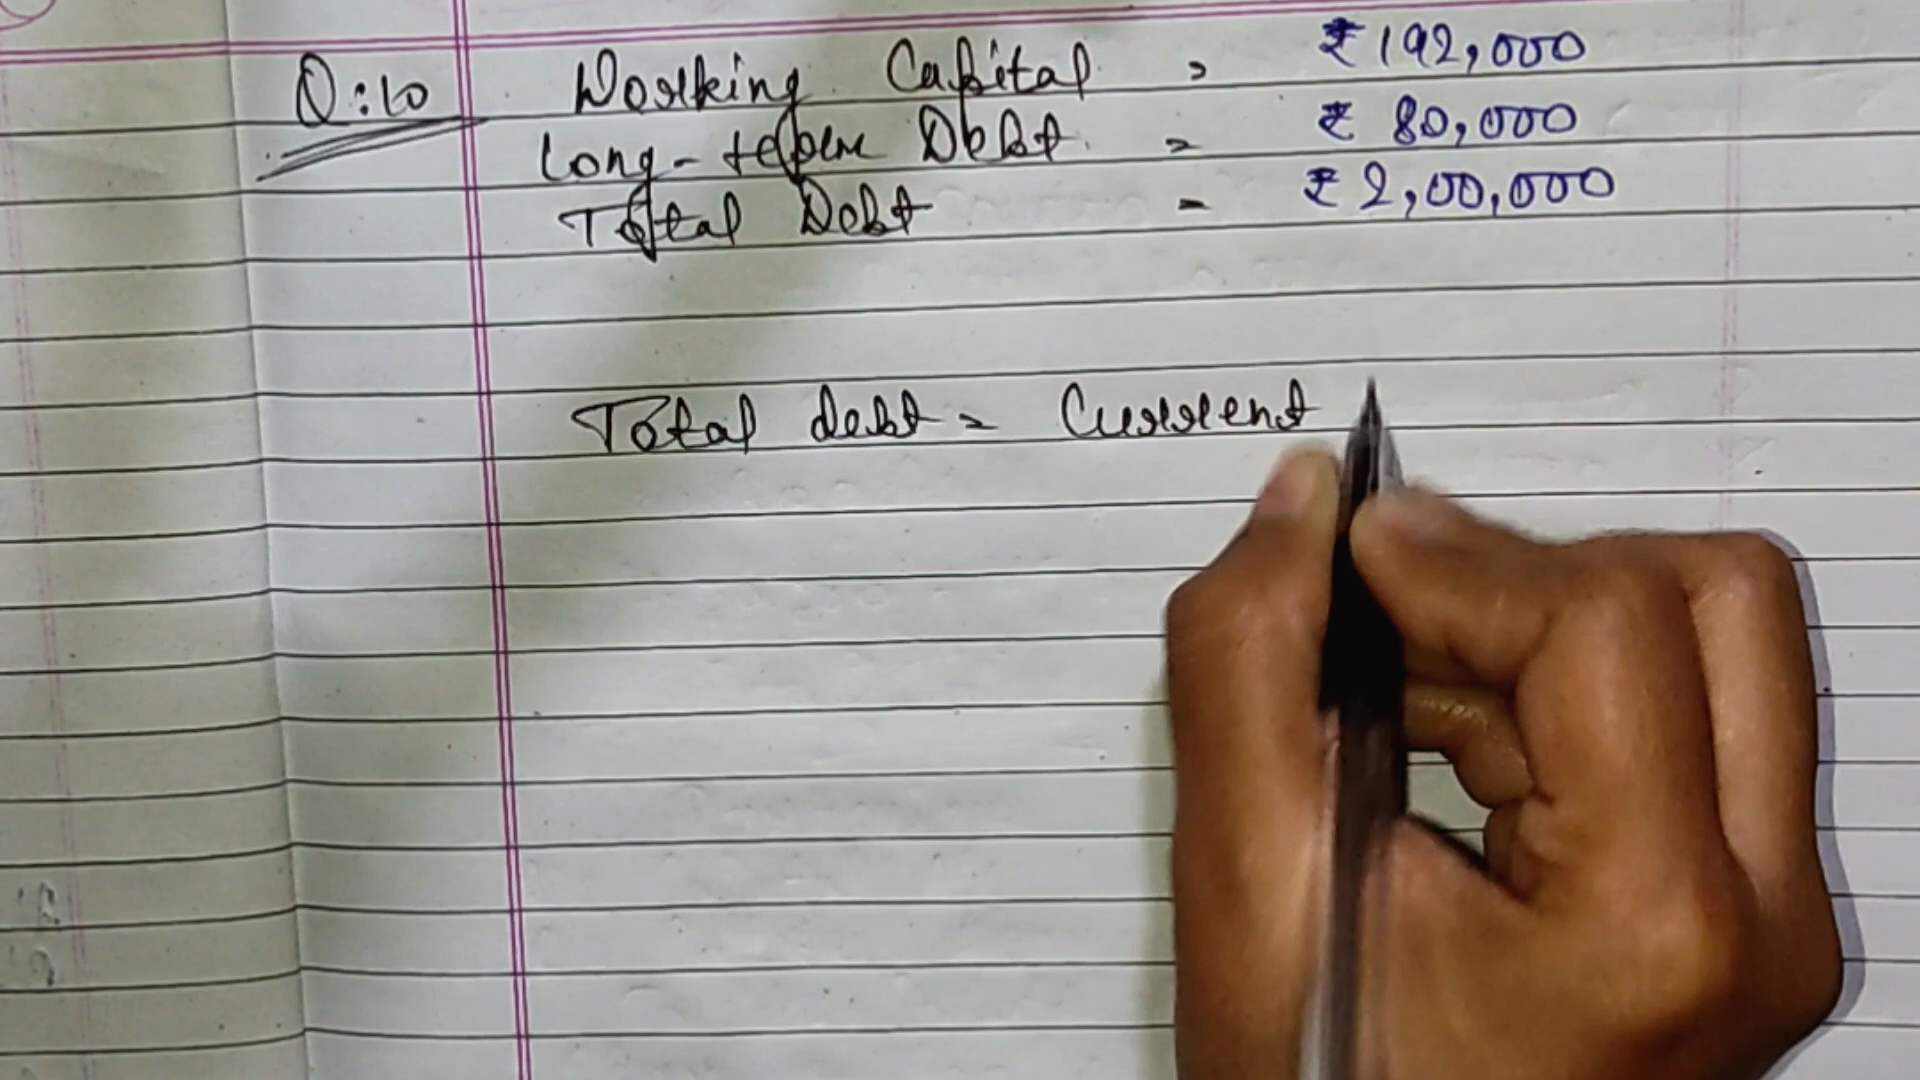 Q:10 Working Capital = ₹ 192,000
Long-term Debt = ₹ 80,000
Total Debt = ₹ 2,00,000
Total debt = Current